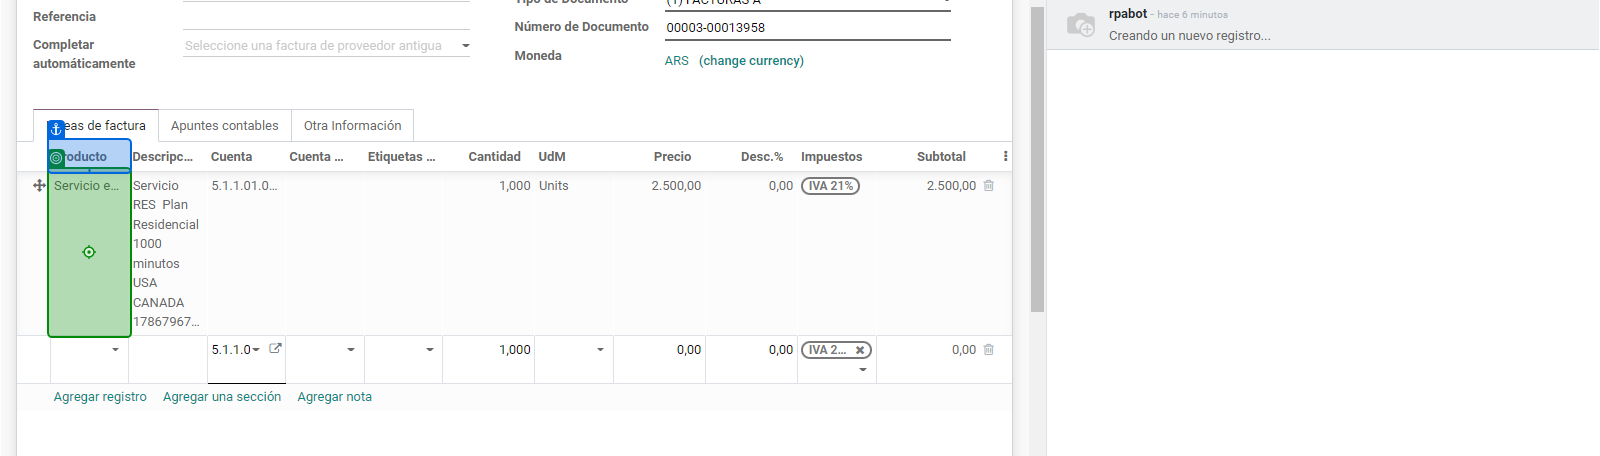 Referencia
Completar
automáticamente
Seleccione una factura de proveedor antigua
(1) FACTURAS A
Número de Documento
00003-00013958
Moneda
ARS (change currency)
rpabot - hace 6 minutos
Creando un nuevo registro...
eas de factura
Apuntes contables
Otra Información
roducto Descripc... Cuenta Cuenta ... Etiquetas ... Cantidad UdM Precio Desc.% Impuestos Subtotal
Servicio e... Servicio 5.1.1.01.0... 1,000 Units 2.500,00 0,00 IVA 21% 2.500,00
RES Plan
Residencial
1000
minutos
USA
CANADA
17867967...
5.1.1.0 1,000 0,00 0,00 IVA 2... 0,00
Agregar registro Agregar una sección Agregar nota